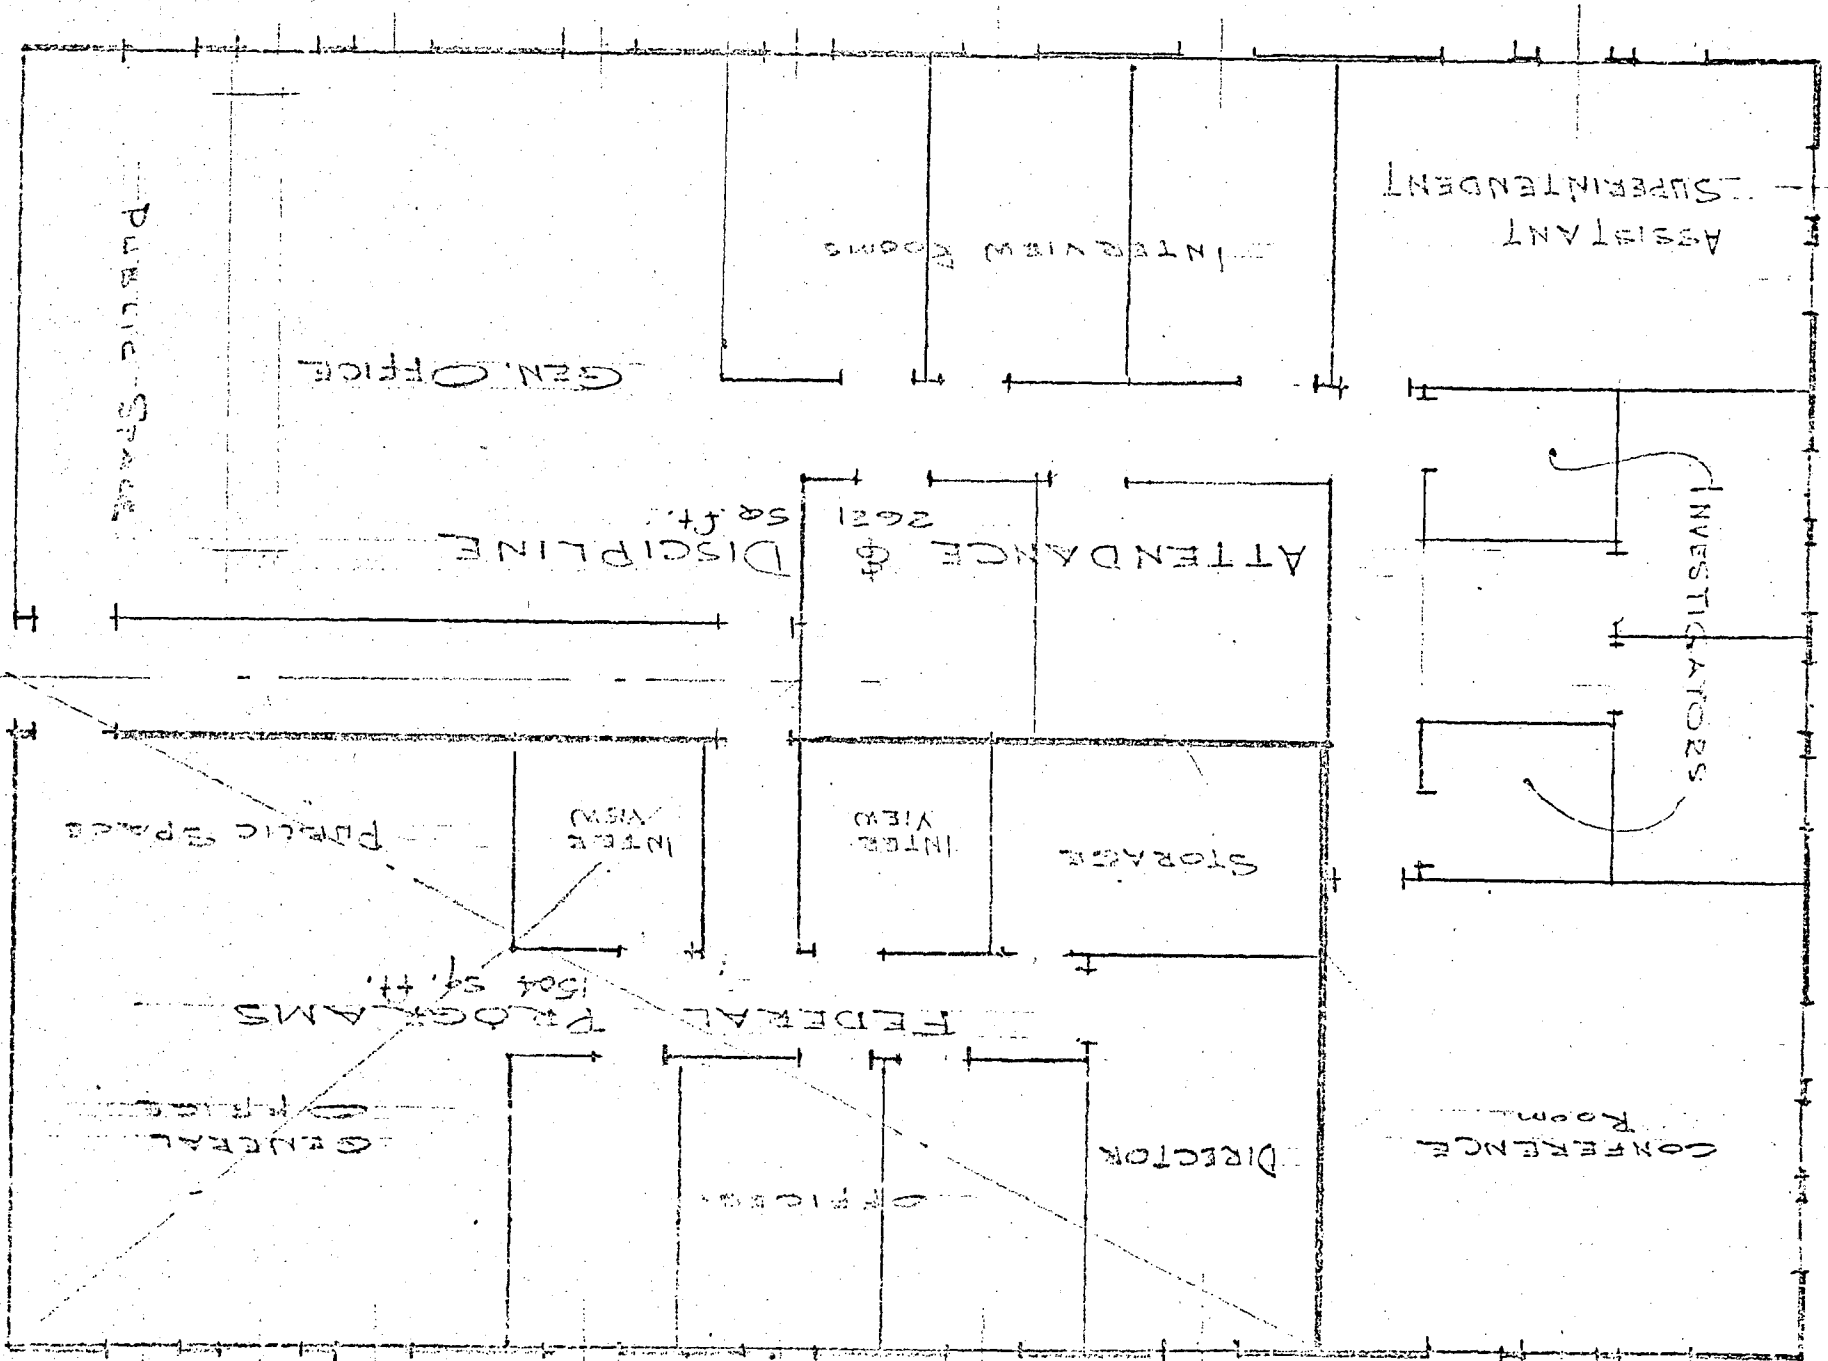 CONFERENCE
ROOM
DIRECTOR
OFFICES
GENERAL
OFFICE
FEDERAL PROGRAMS
1504 sq. ft.
STORAGE
INTER
VIEW
INTER
VIEW
PUBLIC SPACE
INVESTIGATORS
ATTENDANCE & DISCIPLINE
2621 SQ. ft.
GEN. OFFICE
PUBLIC SPACE
ASSISTANT
SUPERINTENDENT
INTERVIEW ROOMS